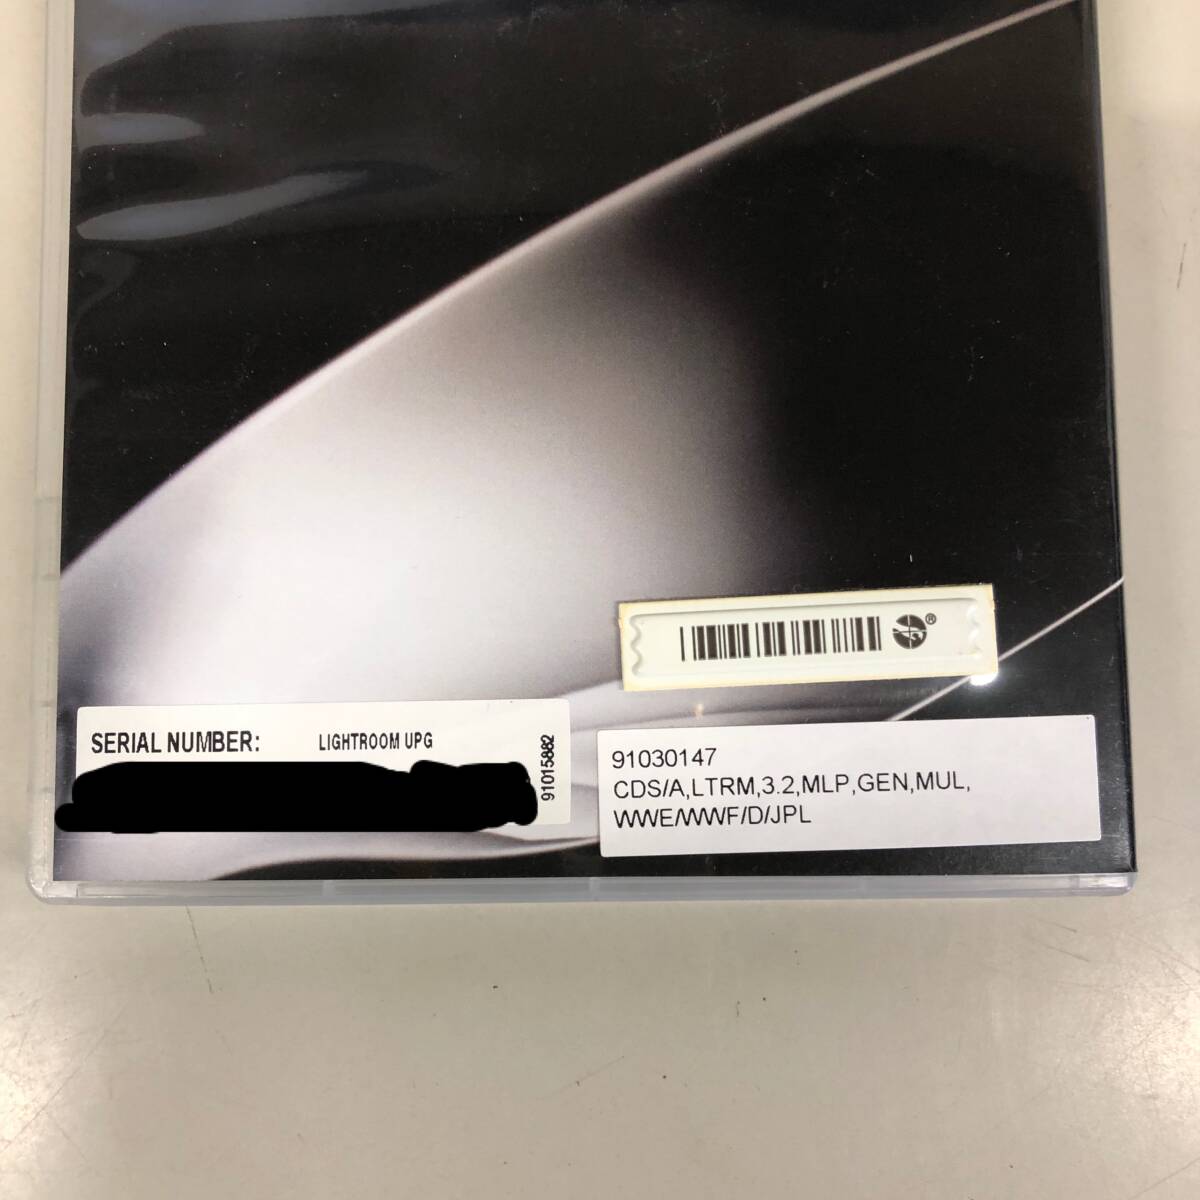 SERIAL NUMBER: LIGHTROOM UPG
91015882
®
91030147
CDS/A,LTRM,3.2,MLP,GEN,MUL,
WWE/WWF/D/JPL